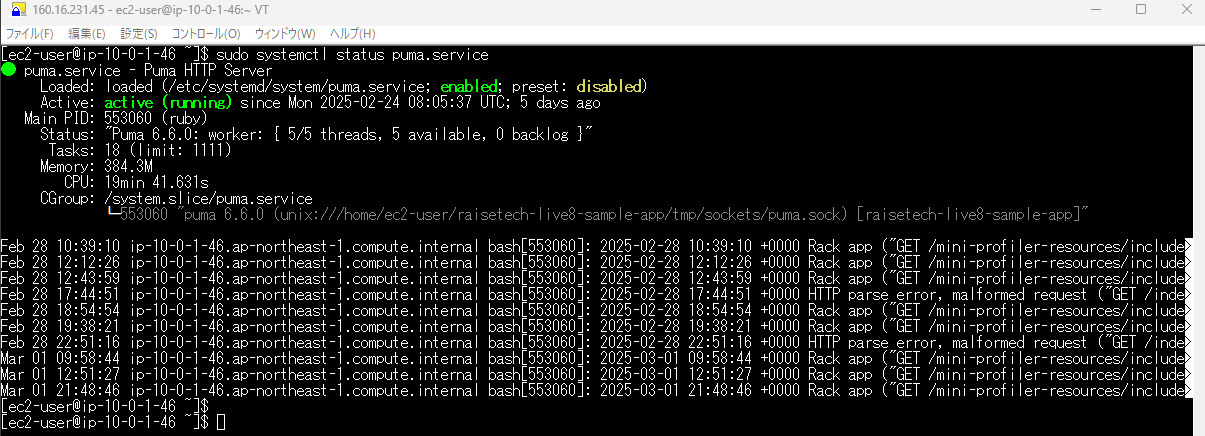 160.16.231.45 - ec2-user@ip-10-0-1-46:~ VT
ファイル(F) 編集(E) 設定(S) コントロール(O) ウィンドウ(W) ヘルプ(H)
[ec2-user@ip-10-0-1-46 ~]$ sudo systemctl status puma.service
● puma.service - Puma HTTP Server
Loaded: loaded (/etc/systemd/system/puma.service; enabled; preset: disabled)
Active: active (running) since Mon 2025-02-24 08:05:37 UTC; 5 days ago
Main PID: 553060 (ruby)
Status: "Puma 6.6.0: worker: { 5/5 threads, 5 available, 0 backlog }"
Tasks: 18 (limit: 1111)
Memory: 384.3M
CPU: 19min 41.631s
CGroup: /system.slice/puma.service
└─553060 "puma 6.6.0 (unix:///home/ec2-user/raisetech-live8-sample-app/tmp/sockets/puma.sock) [raisetech-live8-sample-app]"
Feb 28 10:39:10 ip-10-0-1-46.ap-northeast-1.compute.internal bash[553060]: 2025-02-28 10:39:10 +0000 Rack app ("GET /mini-profiler-resources/include>
Feb 28 12:12:26 ip-10-0-1-46.ap-northeast-1.compute.internal bash[553060]: 2025-02-28 12:12:26 +0000 Rack app ("GET /mini-profiler-resources/include>
Feb 28 12:43:59 ip-10-0-1-46.ap-northeast-1.compute.internal bash[553060]: 2025-02-28 12:43:59 +0000 Rack app ("GET /mini-profiler-resources/include>
Feb 28 17:44:51 ip-10-0-1-46.ap-northeast-1.compute.internal bash[553060]: 2025-02-28 17:44:51 +0000 HTTP parse error, malformed request ("GET /inde>
Feb 28 18:54:54 ip-10-0-1-46.ap-northeast-1.compute.internal bash[553060]: 2025-02-28 18:54:54 +0000 Rack app ("GET /mini-profiler-resources/include>
Feb 28 19:38:21 ip-10-0-1-46.ap-northeast-1.compute.internal bash[553060]: 2025-02-28 19:38:21 +0000 Rack app ("GET /mini-profiler-resources/include>
Feb 28 22:51:16 ip-10-0-1-46.ap-northeast-1.compute.internal bash[553060]: 2025-02-28 22:51:16 +0000 HTTP parse error, malformed request ("GET /inde>
Mar 01 09:58:44 ip-10-0-1-46.ap-northeast-1.compute.internal bash[553060]: 2025-03-01 09:58:44 +0000 Rack app ("GET /mini-profiler-resources/include>
Mar 01 12:51:27 ip-10-0-1-46.ap-northeast-1.compute.internal bash[553060]: 2025-03-01 12:51:27 +0000 Rack app ("GET /mini-profiler-resources/include>
Mar 01 21:48:46 ip-10-0-1-46.ap-northeast-1.compute.internal bash[553060]: 2025-03-01 21:48:46 +0000 Rack app ("GET /mini-profiler-resources/include>
[ec2-user@ip-10-0-1-46 ~]$
[ec2-user@ip-10-0-1-46 ~]$